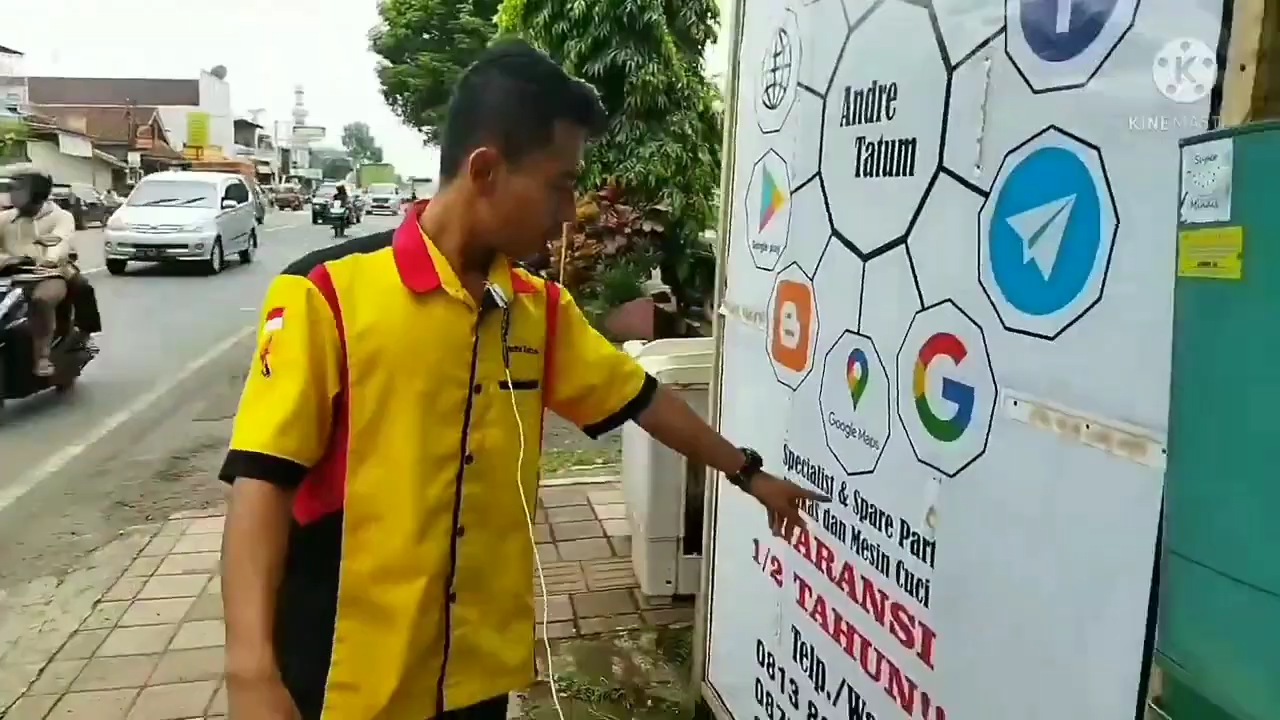 KINEMASTER
Andre
Tatum
Google play
Google Maps
Specialist & Spare Part
dan Mesin Cuci
GARANSI
1/2 TAHUN!!
Telp./Wa
0813
087